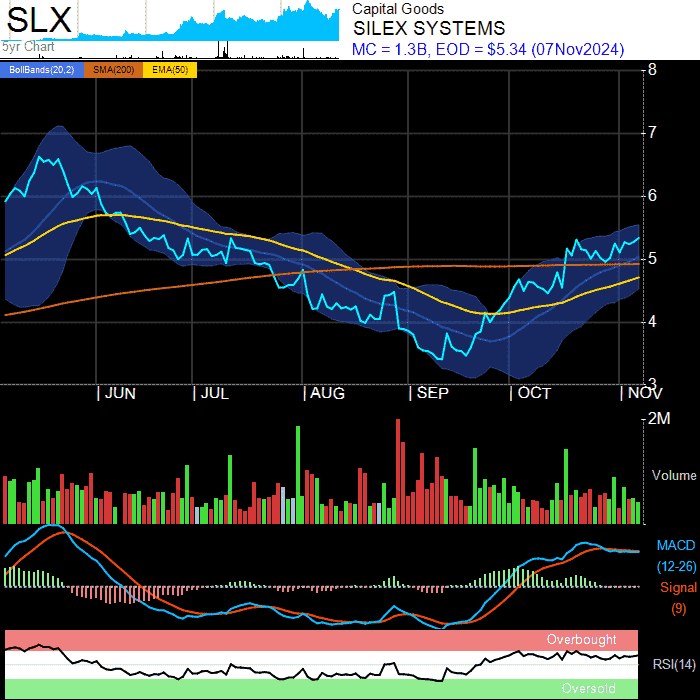 SLX
5yr Chart
Capital Goods
SILEX SYSTEMS
MC = 1.3B, EOD = $5.34 (07Nov2024)
BollBands(20,2) SMA(200) EMA(50)
8
7
6
5
4
3
JUN JUL AUG SEP OCT NOV
2M
Volume
MACD
(12-26)
Signal
(9)
Overbought
RSI(14)
Oversold